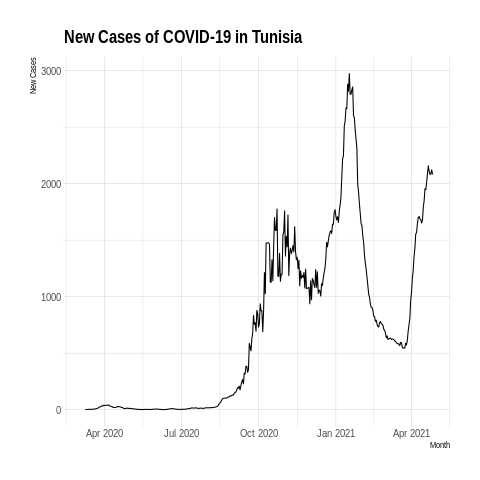 New Cases of COVID-19 in Tunisia
New Cases
3000
2000
1000
0
Apr 2020 Jul 2020 Oct 2020 Jan 2021 Apr 2021
Month